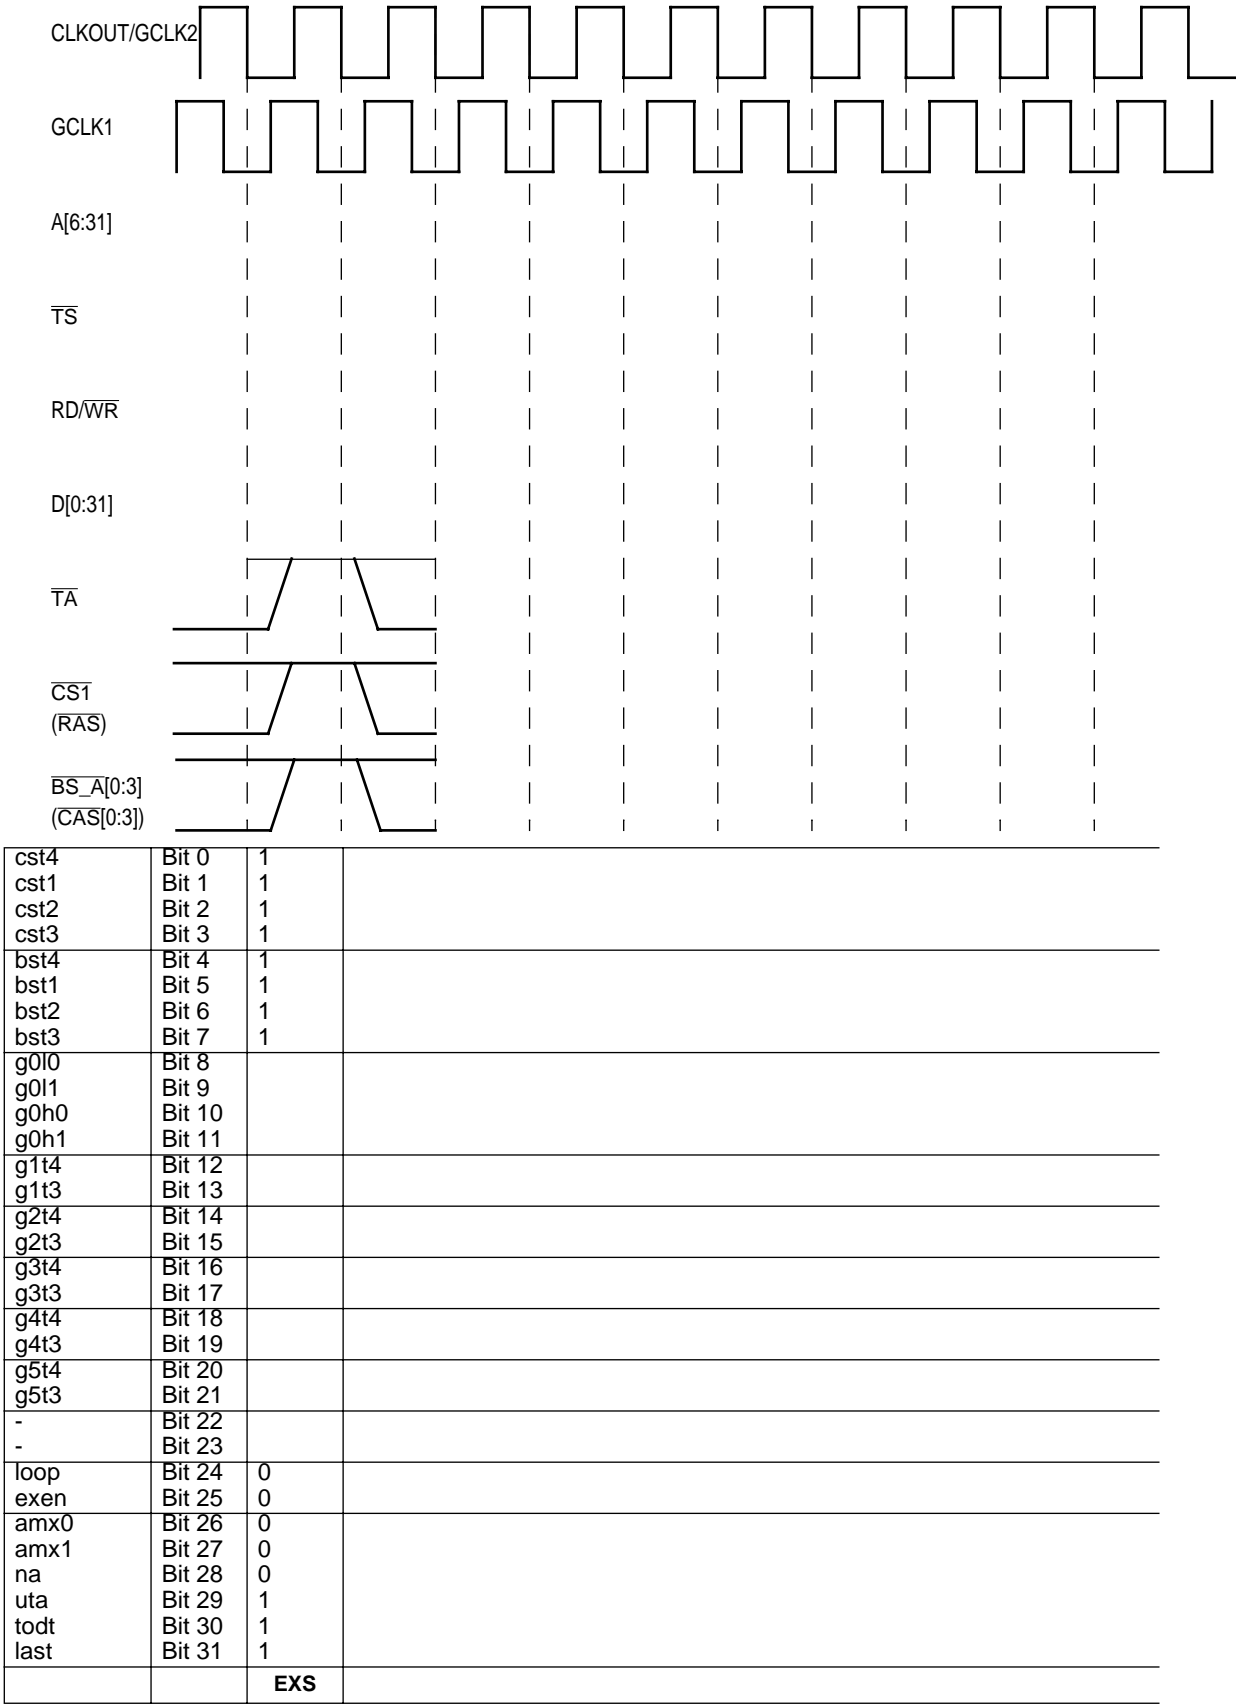 CLKOUT/GCLK2
GCLK1
A[6:31]
TS
RD/WR
D[0:31]
TA
CS1
(RAS)
BS_A[0:3]
(CAS[0:3])
cst4 Bit 0 1
cst1 Bit 1 1
cst2 Bit 2 1
cst3 Bit 3 1
bst4 Bit 4 1
bst1 Bit 5 1
bst2 Bit 6 1
bst3 Bit 7 1
g0l0 Bit 8
g0l1 Bit 9
g0h0 Bit 10
g0h1 Bit 11
g1t4 Bit 12
g1t3 Bit 13
g2t4 Bit 14
g2t3 Bit 15
g3t4 Bit 16
g3t3 Bit 17
g4t4 Bit 18
g4t3 Bit 19
g5t4 Bit 20
g5t3 Bit 21
- Bit 22
- Bit 23
loop Bit 24 0
exen Bit 25 0
amx0 Bit 26 0
amx1 Bit 27 0
na Bit 28 0
uta Bit 29 1
todt Bit 30 1
last Bit 31 1
EXS